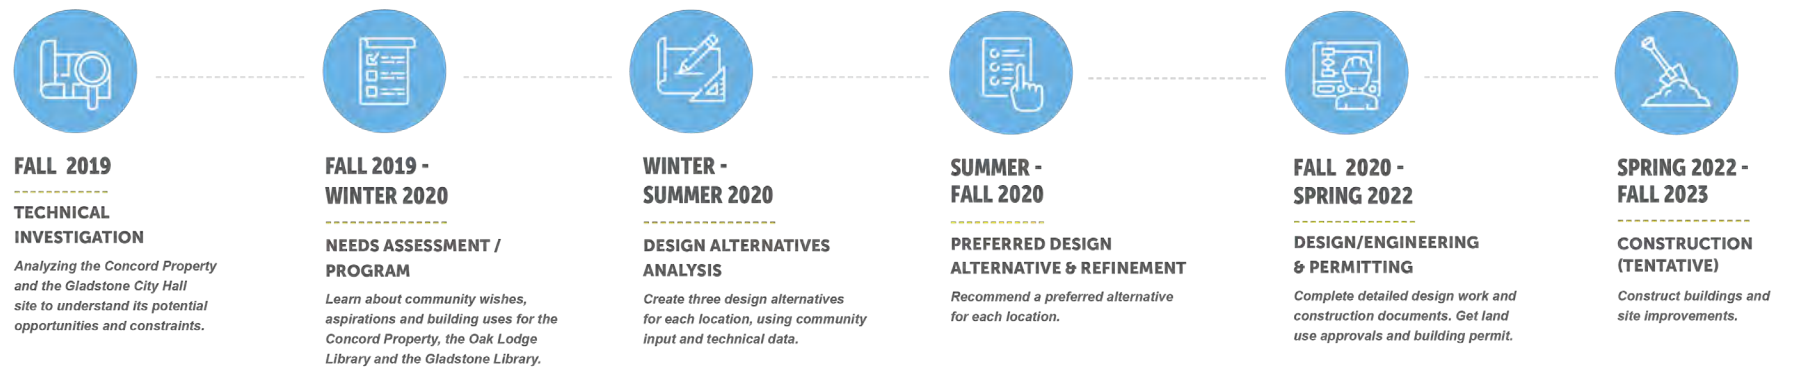 FALL 2019
TECHNICAL
INVESTIGATION
Analyzing the Concord Property
and the Gladstone City Hall
site to understand its potential
opportunities and constraints.
FALL 2019 -
WINTER 2020
NEEDS ASSESSMENT /
PROGRAM
Learn about community wishes,
aspirations and building uses for the
Concord Property, the Oak Lodge
Library and the Gladstone Library.
WINTER -
SUMMER 2020
DESIGN ALTERNATIVES
ANALYSIS
Create three design alternatives
for each location, using community
input and technical data.
SUMMER -
FALL 2020
PREFERRED DESIGN
ALTERNATIVE & REFINEMENT
Recommend a preferred alternative
for each location.
FALL 2020 -
SPRING 2022
DESIGN/ENGINEERING
& PERMITTING
Complete detailed design work and
construction documents. Get land
use approvals and building permit.
SPRING 2022 -
FALL 2023
CONSTRUCTION
(TENTATIVE)
Construct buildings and
site improvements.